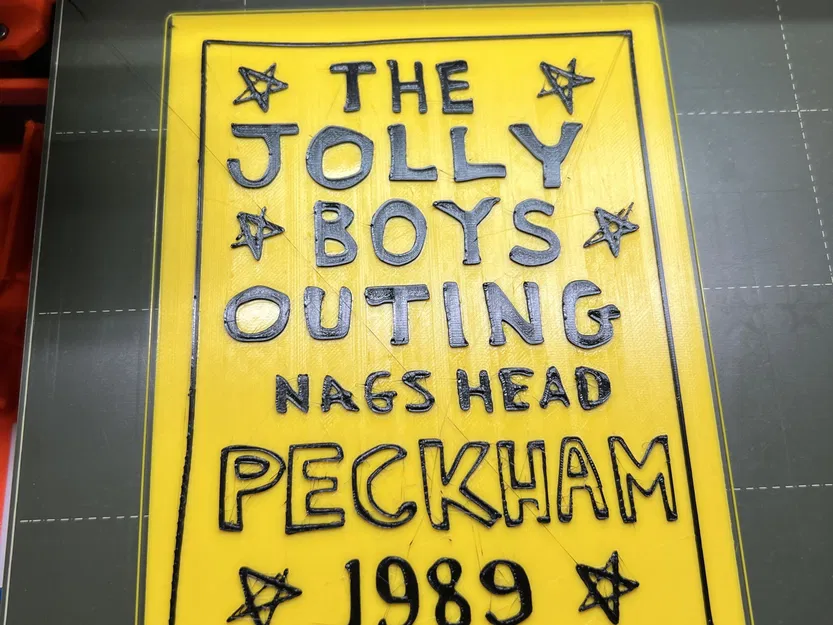 THE
JOLLY
BOYS
OUTING
NAGS HEAD
PECKHAM
1989